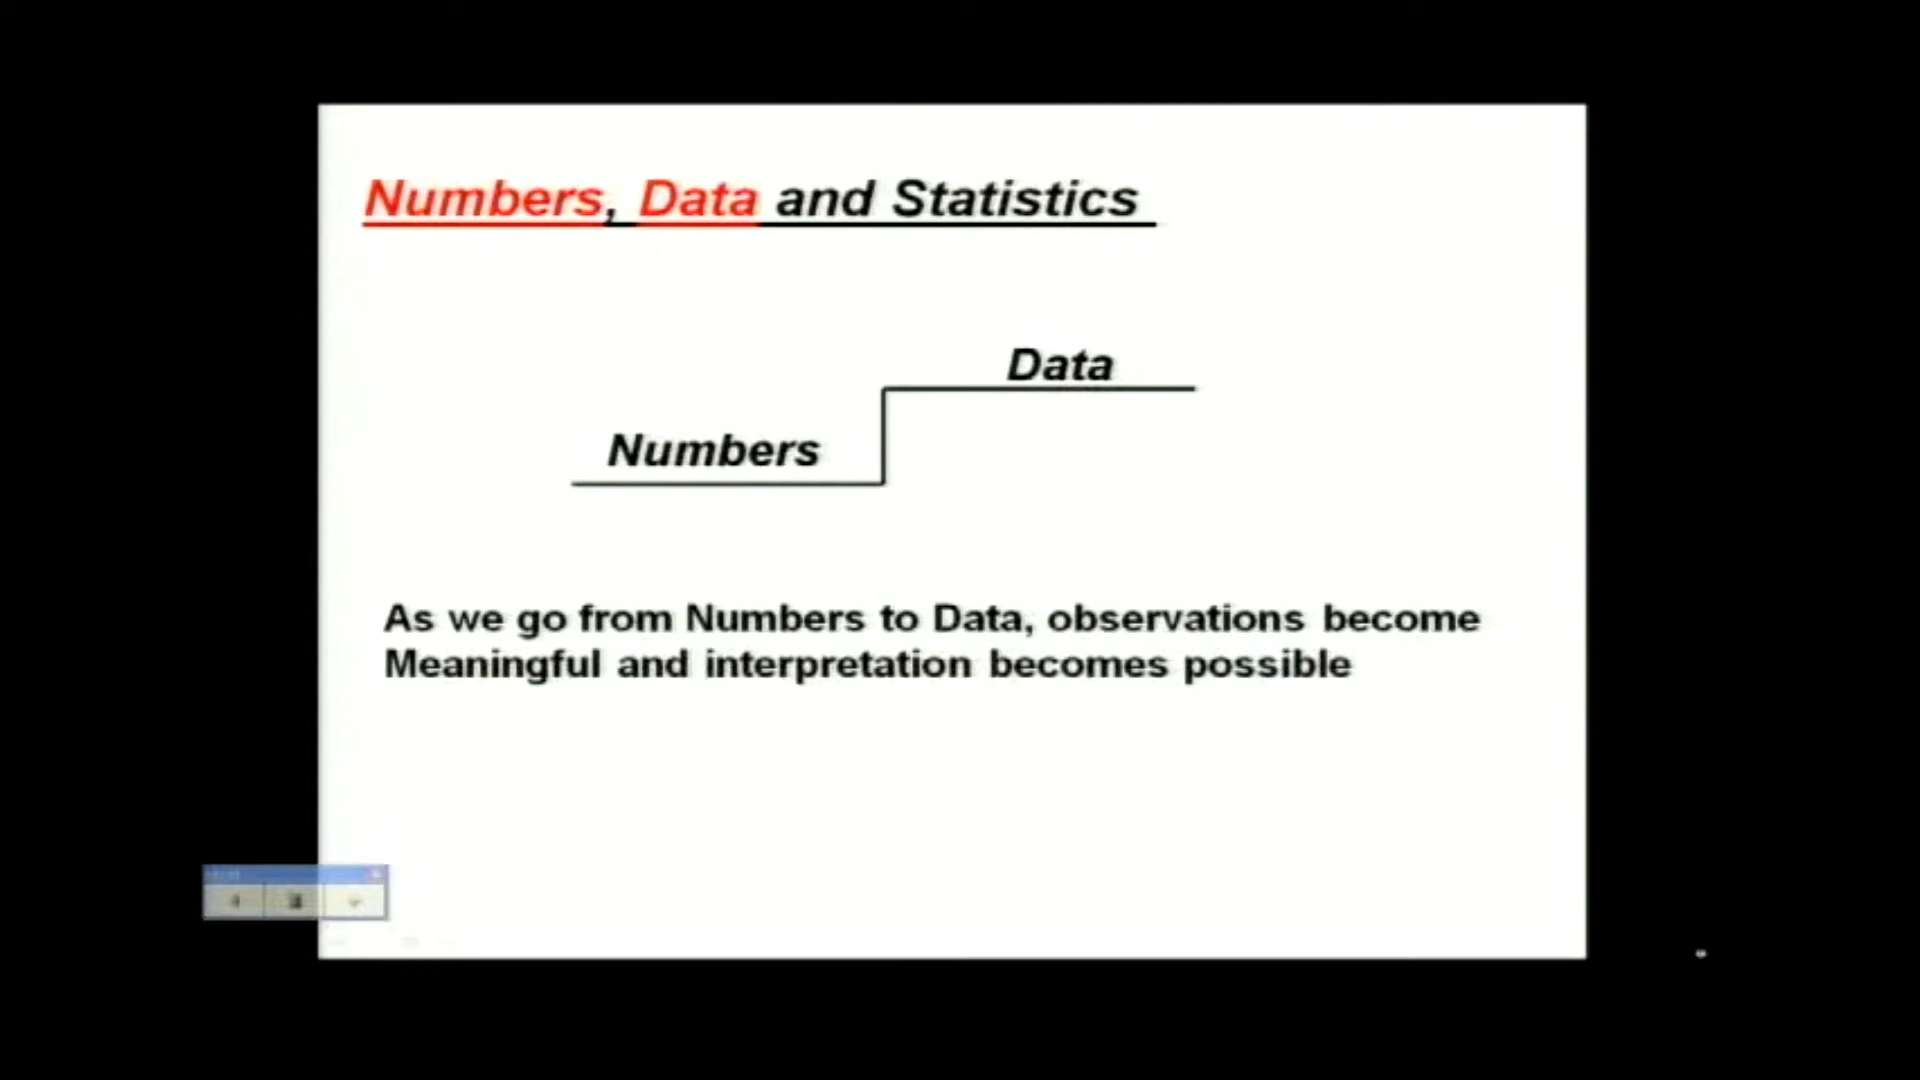 Numbers, Data and Statistics
Data
Numbers
As we go from Numbers to Data, observations become
Meaningful and interpretation becomes possible